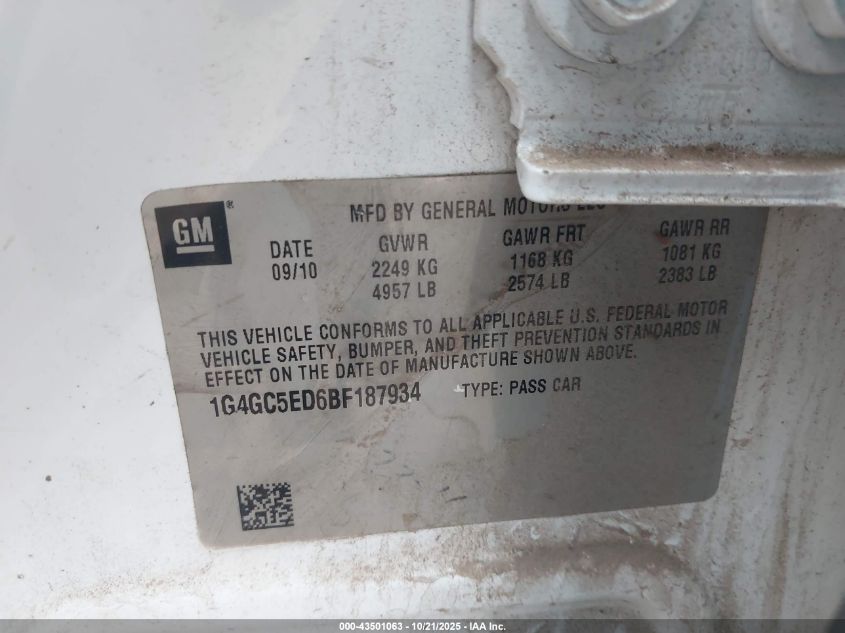 GM®
MFD BY GENERAL MOTORS LLC
DATE GVWR GAWR FRT GAWR RR
09/10 2249 KG 1168 KG 1081 KG
4957 LB 2574 LB 2383 LB
THIS VEHICLE CONFORMS TO ALL APPLICABLE U.S. FEDERAL MOTOR
VEHICLE SAFETY, BUMPER, AND THEFT PREVENTION STANDARDS IN
EFFECT ON THE DATE OF MANUFACTURE SHOWN ABOVE.
1G4GC5ED6BF187934 TYPE: PASS CAR
000-43501063 - 10/21/2025 - IAA Inc.